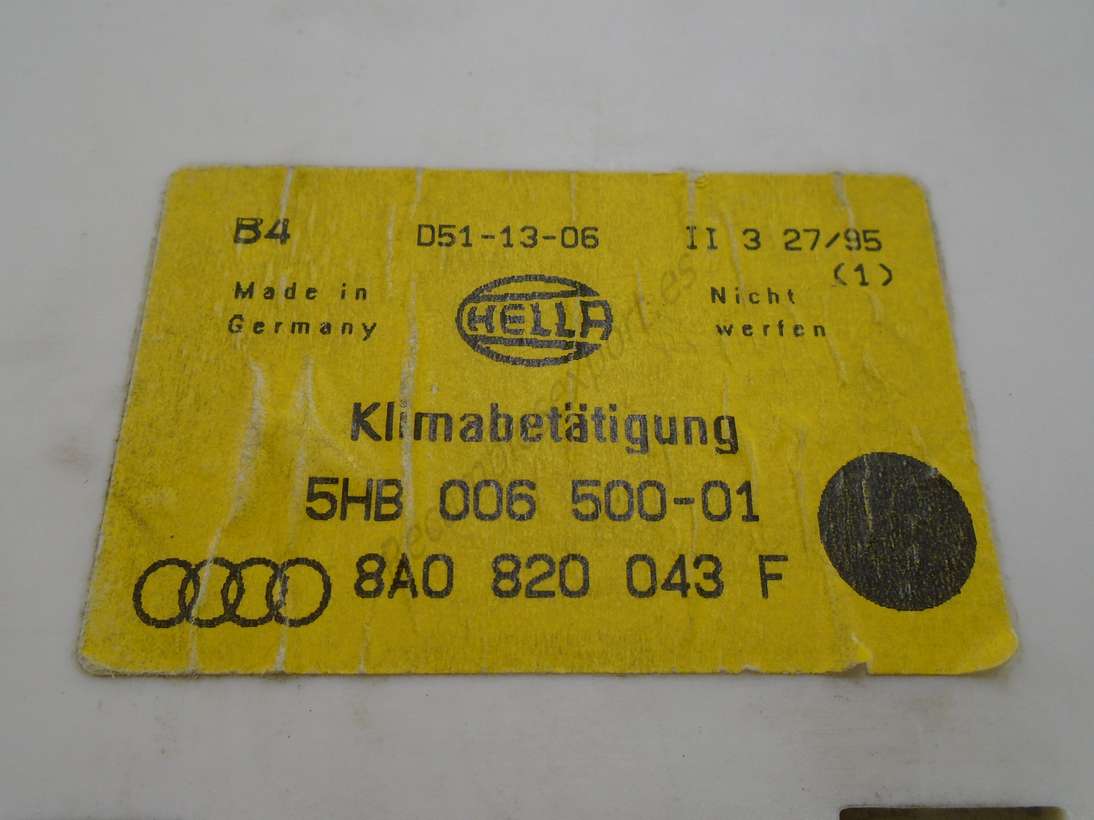 B4 D51-13-06 II 3 27/95
(1)
Made in
Germany
HELLA
Nicht
werfen
Klimabetätigung
5HB 006 500-01
8A0 820 043 F